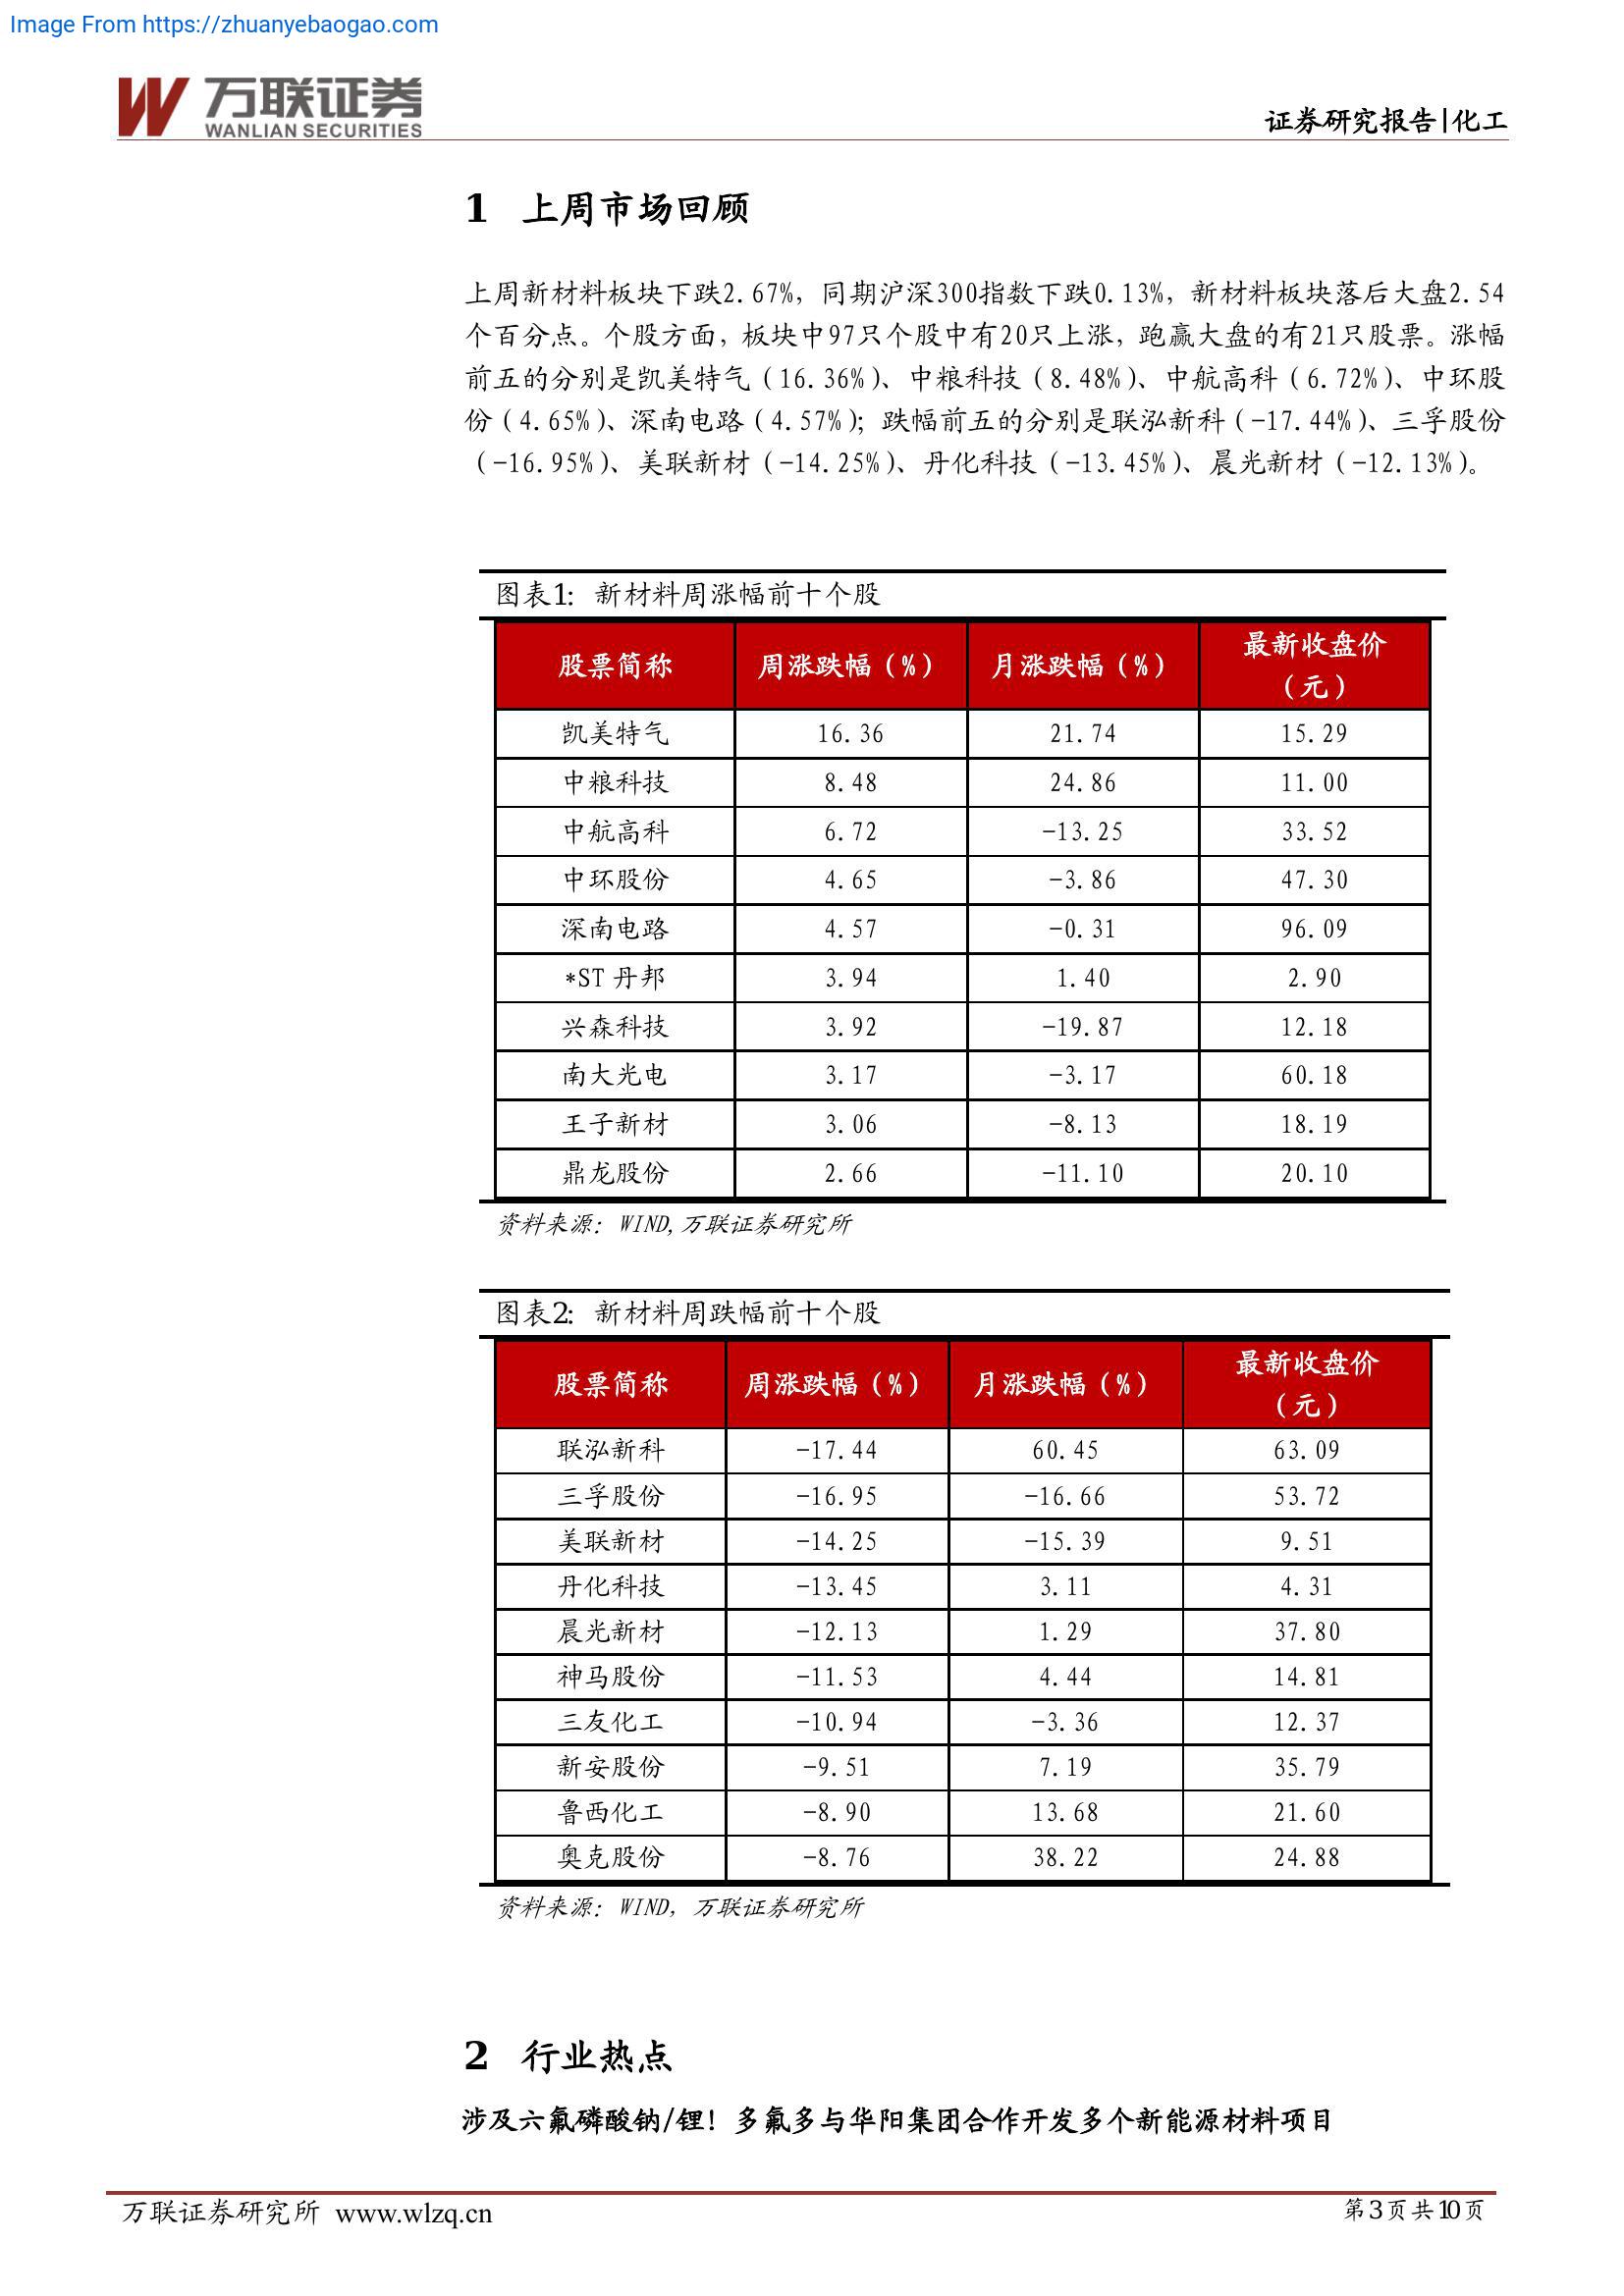 Image From https://zhuanyebaogao.com
万联证券
WANLIAN SECURITIES
证券研究报告|化工
1 上周市场回顾
上周新材料板块下跌2.67%，同期沪深300指数下跌0.13%，新材料板块落后大盘2.54
个百分点。个股方面，板块中97只个股中有20只上涨，跑赢大盘的有21只股票。涨幅
前五的分别是凯美特气（16.36%）、中粮科技（8.48%）、中航高科（6.72%）、中环股
份（4.65%）、深南电路（4.57%）；跌幅前五的分别是联泓新科（-17.44%）、三孚股份
（-16.95%）、美联新材（-14.25%）、丹化科技（-13.45%）、晨光新材（-12.13%）。
图表1：新材料周涨幅前十个股
股票简称 周涨跌幅（%） 月涨跌幅（%） 最新收盘价（元）
凯美特气 16.36 21.74 15.29
中粮科技 8.48 24.86 11.00
中航高科 6.72 -13.25 33.52
中环股份 4.65 -3.86 47.30
深南电路 4.57 -0.31 96.09
*ST 丹邦 3.94 1.40 2.90
兴森科技 3.92 -19.87 12.18
南大光电 3.17 -3.17 60.18
王子新材 3.06 -8.13 18.19
鼎龙股份 2.66 -11.10 20.10
资料来源：WIND,万联证券研究所
图表2：新材料周跌幅前十个股
股票简称 周涨跌幅（%） 月涨跌幅（%） 最新收盘价（元）
联泓新科 -17.44 60.45 63.09
三孚股份 -16.95 -16.66 53.72
美联新材 -14.25 -15.39 9.51
丹化科技 -13.45 3.11 4.31
晨光新材 -12.13 1.29 37.80
神马股份 -11.53 4.44 14.81
三友化工 -10.94 -3.36 12.37
新安股份 -9.51 7.19 35.79
鲁西化工 -8.90 13.68 21.60
奥克股份 -8.76 38.22 24.88
资料来源：WIND，万联证券研究所
2 行业热点
涉及六氟磷酸钠/锂！多氟多与华阳集团合作开发多个新能源材料项目
万联证券研究所 www.wlzq.cn
第3页共10页